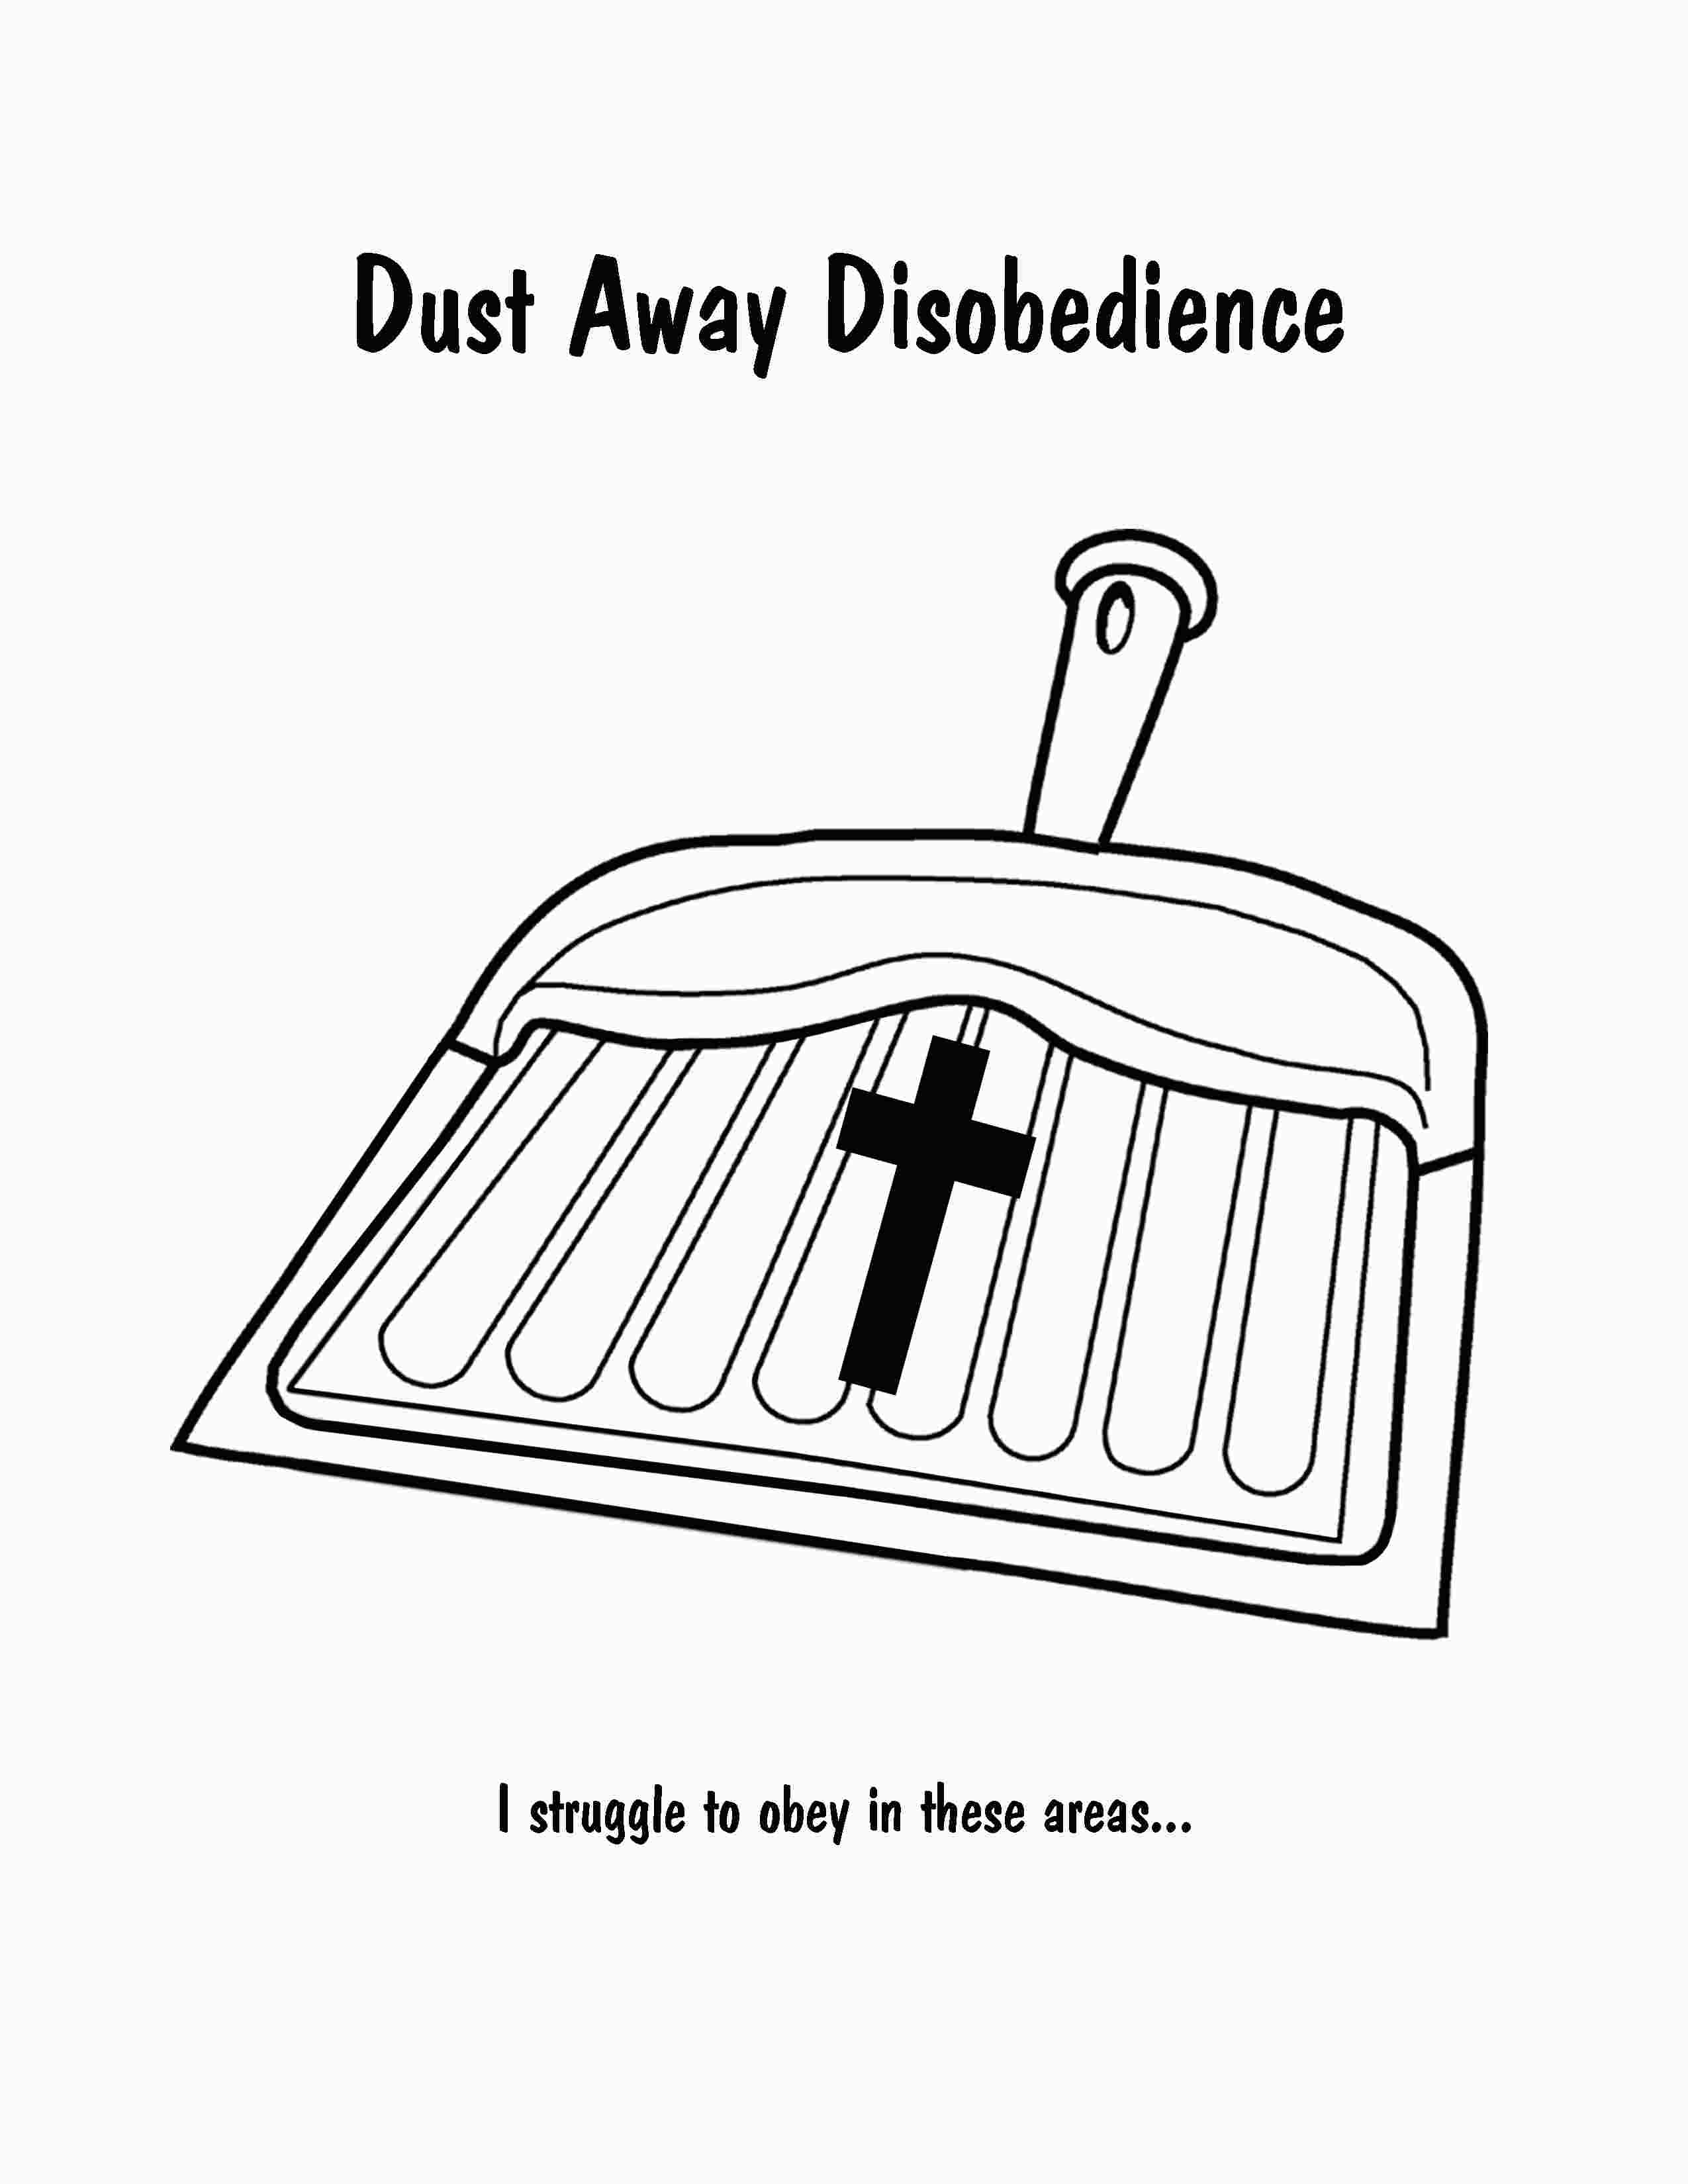 Dust Away Disobedience
I struggle to obey in these areas...